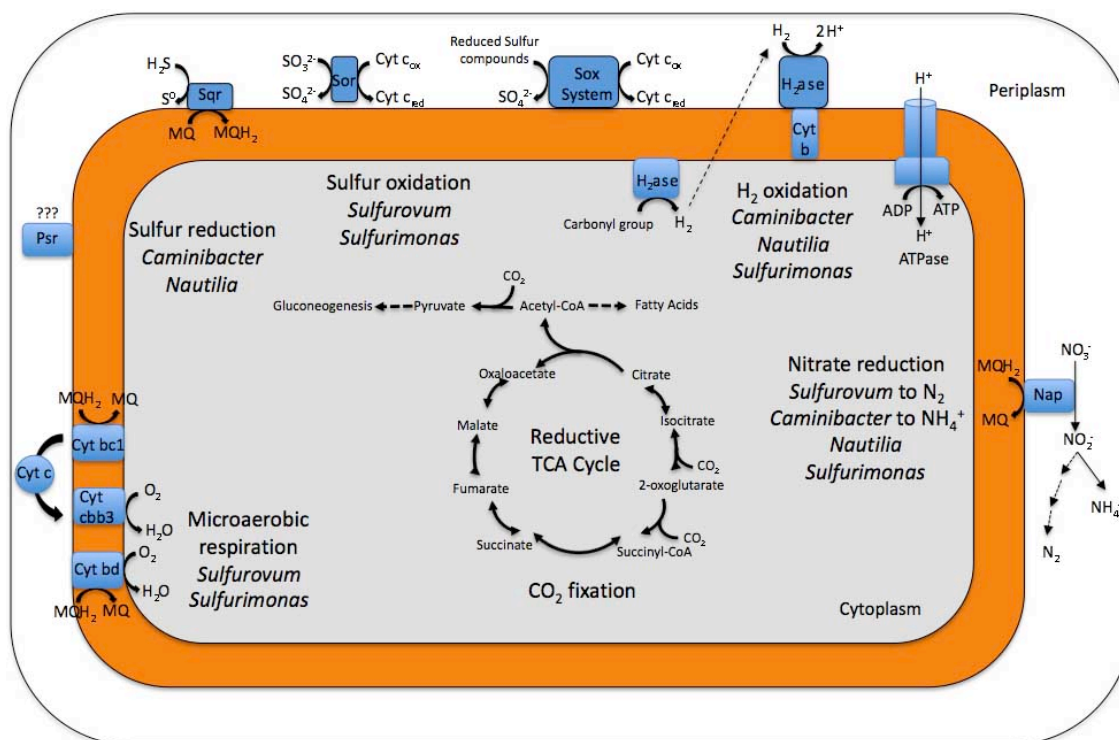 H₂S
S⁰
Sqr
MQ
MQH₂
SO₃²⁻
SO₄²⁻
Sor
Cyt c_ox
Cyt c_red
Reduced Sulfur
compounds
SO₄²⁻
Sox
System
Cyt c_ox
Cyt c_red
H₂
2H⁺
H₂ase
Cyt
b
H⁺
Periplasm
ADP
ATP
H⁺
ATPase
???
Psr
Sulfur reduction
Caminibacter
Nautilia
Sulfur oxidation
Sulfurovum
Sulfurimonas
H₂ase
Carbonyl group
H₂
H₂ oxidation
Caminibacter
Nautilia
Sulfurimonas
CO₂
Gluconeogenesis
Pyruvate
Acetyl-CoA
Fatty Acids
Oxaloacetate
Citrate
Malate
Isocitrate
Reductive
TCA Cycle
CO₂
Fumarate
2-oxoglutarate
Succinate
Succinyl-CoA
CO₂
CO₂ fixation
Nitrate reduction
Sulfurovum to N₂
Caminibacter to NH₄⁺
Nautilia
Sulfurimonas
MQH₂
MQ
Nap
NO₃⁻
NO₂⁻
NH₄
N₂
MQH₂
MQ
Cyt bc1
Cyt c
Cyt
cbb3
O₂
H₂O
Cyt bd
O₂
H₂O
MQH₂
MQ
Microaerobic
respiration
Sulfurovum
Sulfurimonas
Cytoplasm